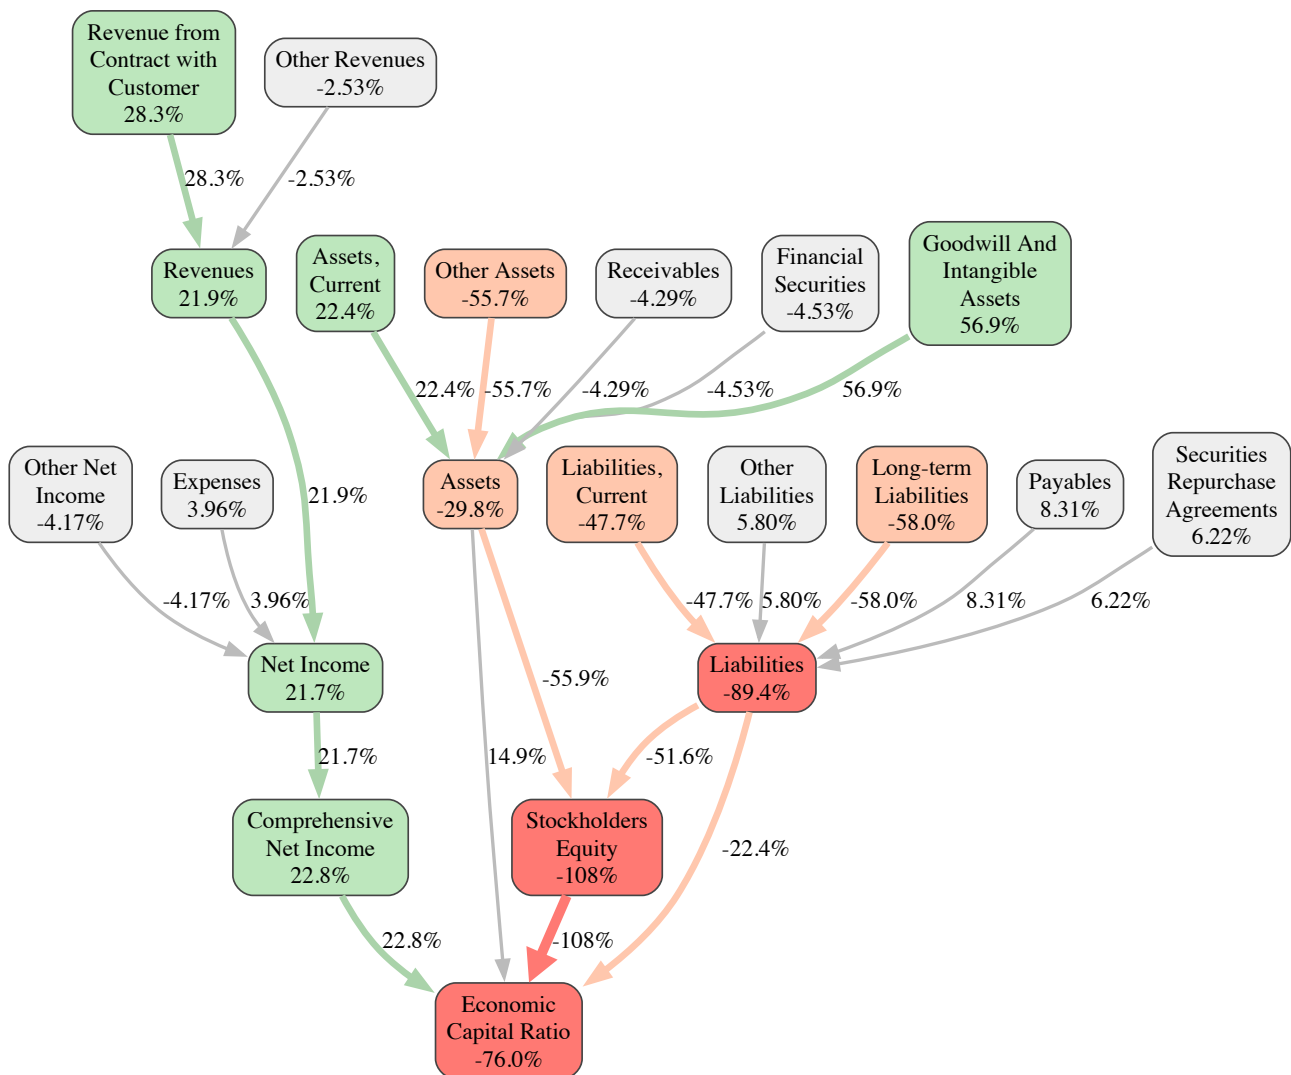 Revenue from
Contract with
Customer
28.3%
Other Revenues
-2.53%
28.3%
-2.53%
Revenues
21.9%
Assets,
Current
22.4%
Other Assets
-55.7%
Receivables
-4.29%
Financial
Securities
-4.53%
Goodwill And
Intangible
Assets
56.9%
22.4%
-55.7%
-4.29%
-4.53%
56.9%
Other Net
Income
-4.17%
Expenses
3.96%
21.9%
Assets
-29.8%
Liabilities,
Current
-47.7%
Other
Liabilities
5.80%
Long-term
Liabilities
-58.0%
Payables
8.31%
Securities
Repurchase
Agreements
6.22%
-4.17%
3.96%
-47.7%
5.80%
-58.0%
8.31%
6.22%
Net Income
21.7%
-55.9%
Liabilities
-89.4%
21.7%
14.9%
-51.6%
Comprehensive
Net Income
22.8%
Stockholders
Equity
-108%
-22.4%
22.8%
-108%
Economic
Capital Ratio
-76.0%